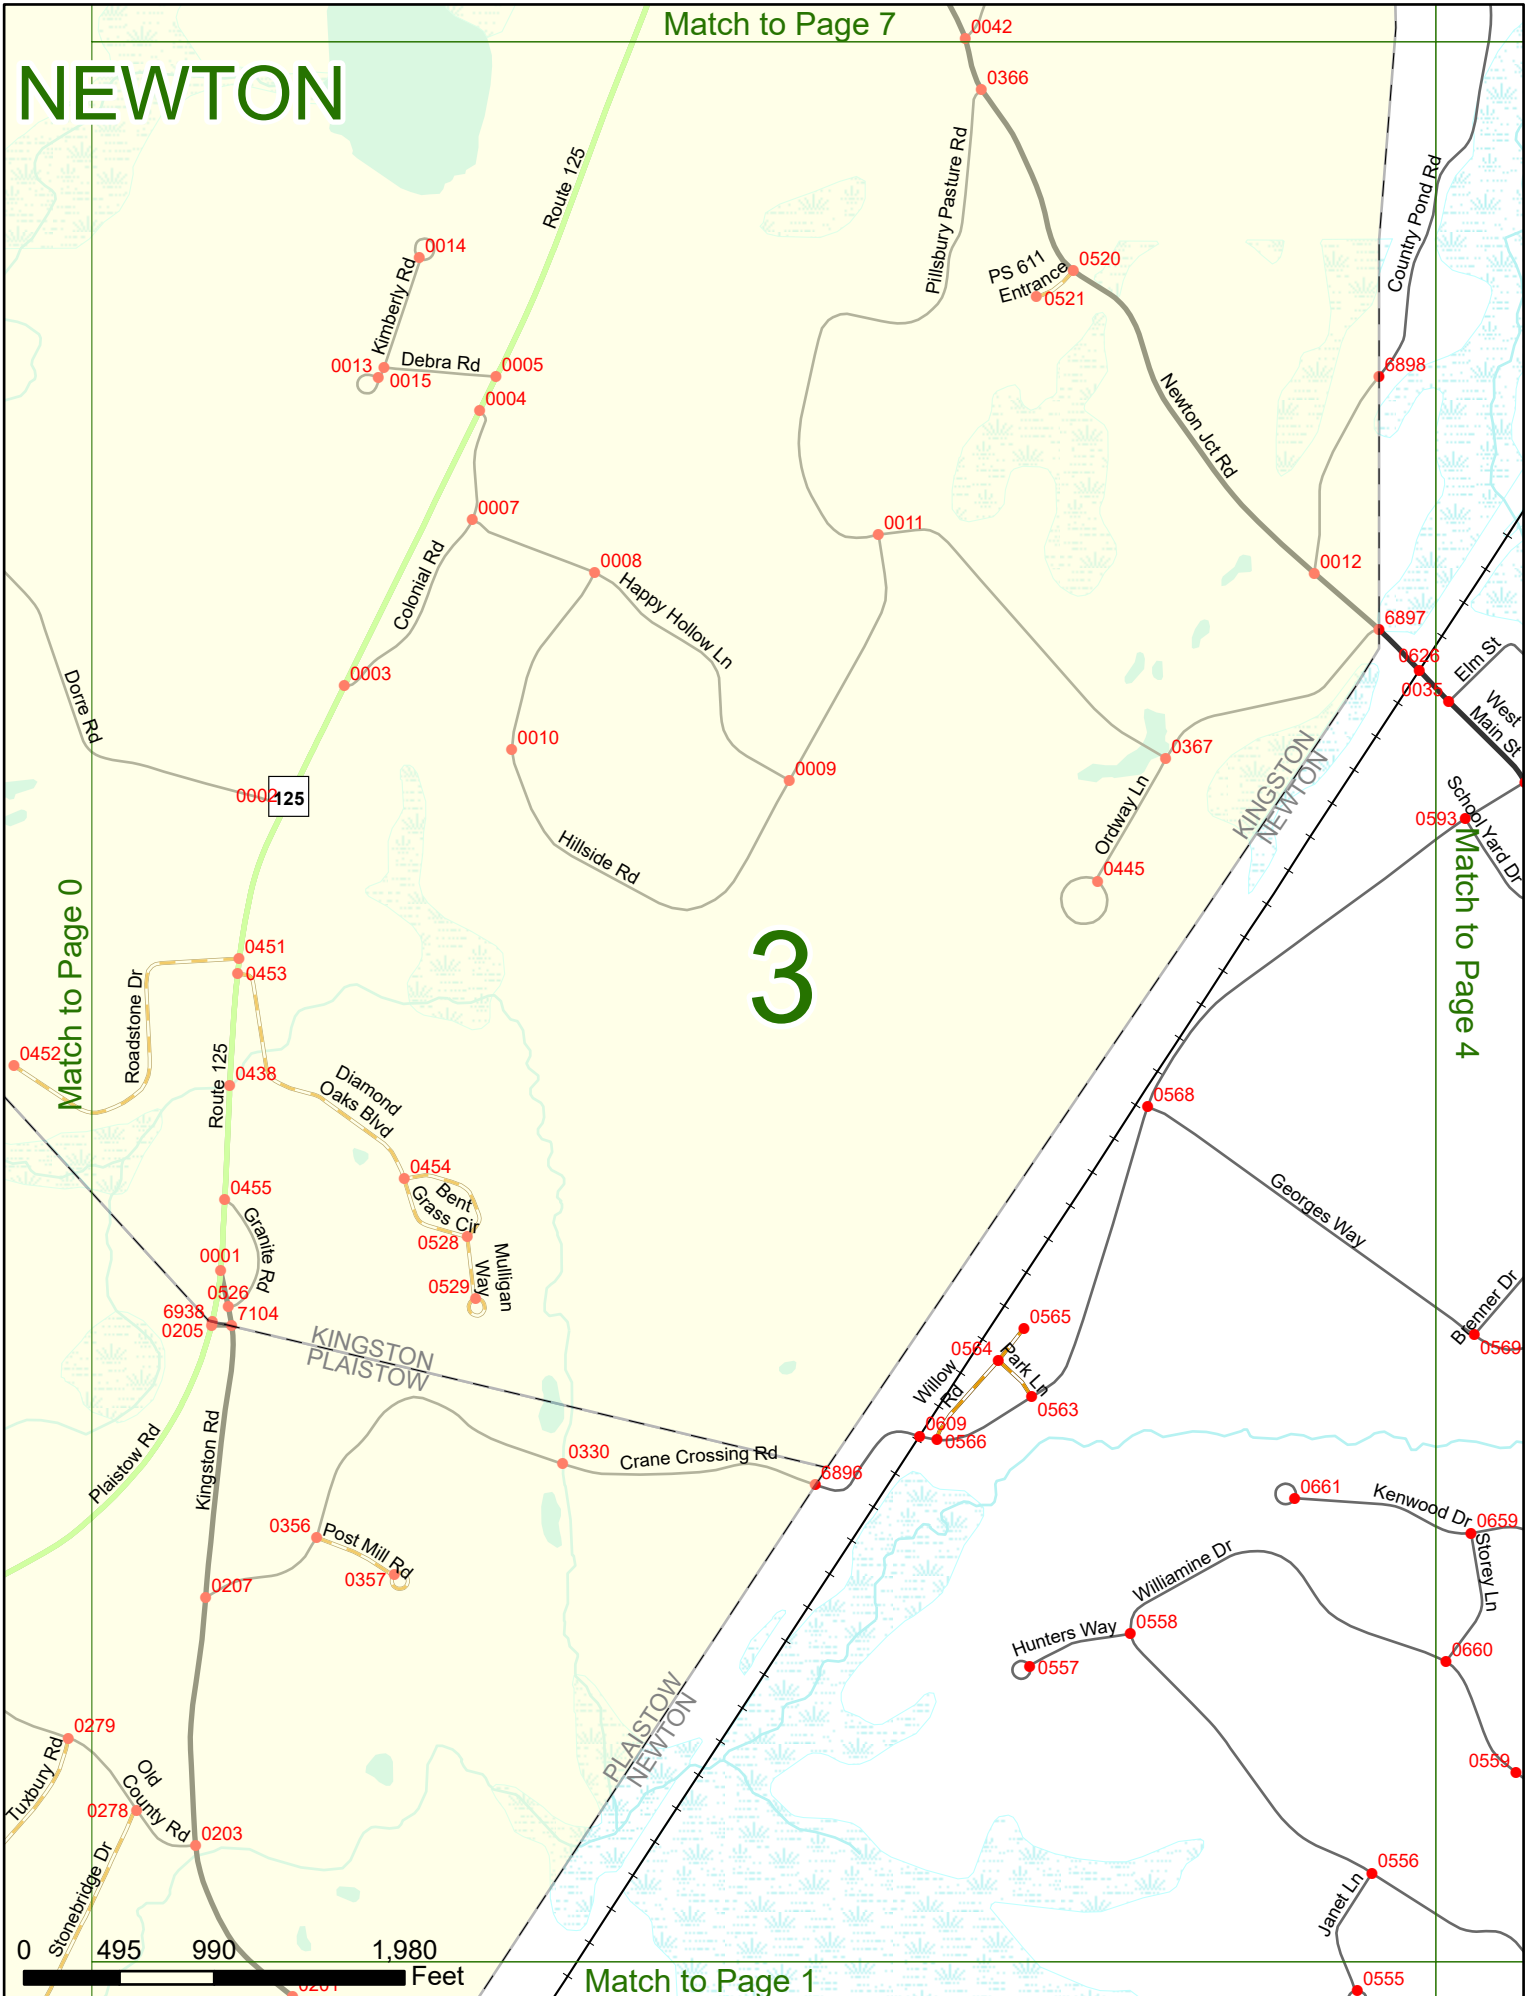 Match to Page 7
NEWTON
0042
0366
Route 125
Pillsbury Pasture Rd
Country Pond Rd
0014
Kimberly Rd
PS 611
Entrance
0520
0521
0013
Debra Rd
0005
0015
0004
6898
Newton Jct Rd
0007
0011
0008
0012
Colonial Rd
Happy Hollow Ln
6897
0626
Elm St
0003
0035
West
Main St
Dorre Rd
0010
0009
0367
0002
125
KINGSTON
NEWTON
Ordway Ln
School Yard Dr
0593
Hillside Rd
0445
Match to Page 0
3
Match to Page 4
0451
0453
Roadstone Dr
0452
Route 125
0438
Diamond
Oaks Blvd
0568
0454
Bent
Grass Cir
0455
Granite Rd
0528
Georges Way
Mulligan
Way
0001
0529
0526
6938
7104
0205
Brenner Dr
0565
KINGSTON
PLAISTOW
0564
Park Ln
0569
Willow
Rd
0563
Plaistow Rd
Kingston Rd
0609
0566
0330
Crane Crossing Rd
6896
0661
Kenwood Dr
0659
0356
Post Mill Rd
Storey Ln
0357
Williamine Dr
0207
Hunters Way
0558
0557
0660
PLAISTOW
NEWTON
0279
Tuxbury Rd
Old
County Rd
0559
0278
0203
Stonebridge Dr
0556
Janet Ln
0 495 990 1,980
Feet
0201
Match to Page 1
0555